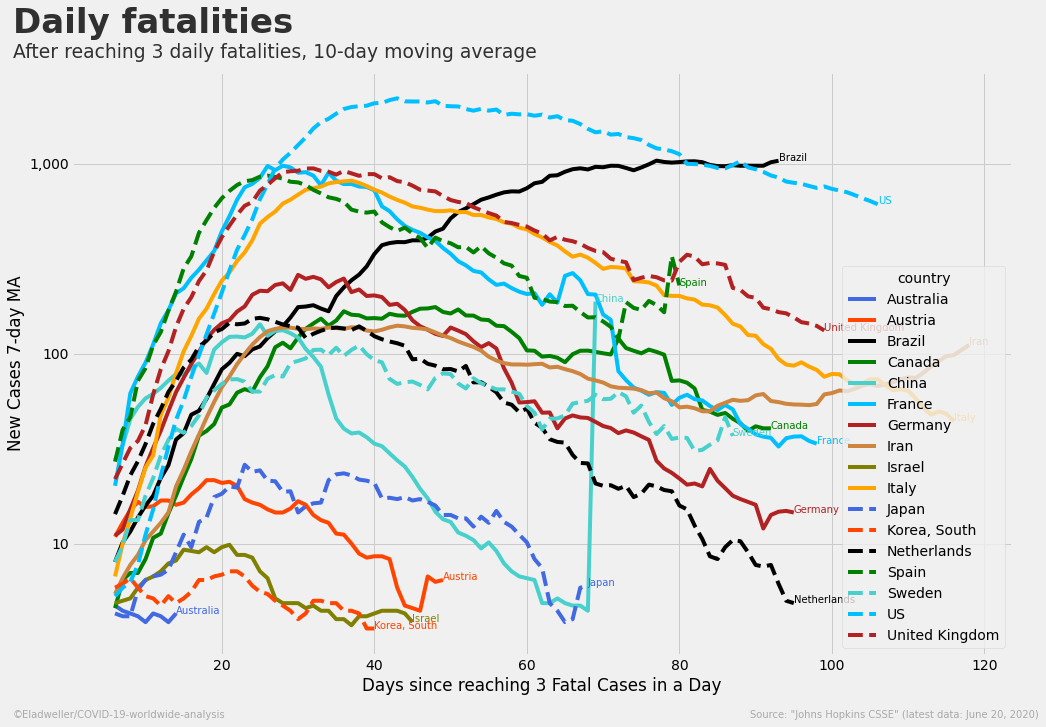 Daily fatalities
After reaching 3 daily fatalities, 10-day moving average
New Cases 7-day MA
1,000
100
10
Brazil
US
Spain
China
United Kingdom
Iran
Italy
Canada
Sweden
France
Germany
Japan
Austria
Netherlands
Australia
Israel
Korea, South
country
Australia
Austria
Brazil
Canada
China
France
Germany
Iran
Israel
Italy
Japan
Korea, South
Netherlands
Spain
Sweden
US
United Kingdom
20
40
60
80
100
120
Days since reaching 3 Fatal Cases in a Day
©Eladweller/COVID-19-worldwide-analysis
Source: "Johns Hopkins CSSE" (latest data: June 20, 2020)